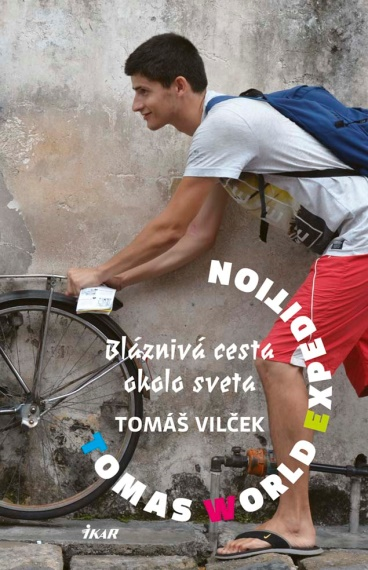 Bláznivá cesta
okolo sveta
TOMÁŠ VILČEK
TOMAS WORLD EXPEDITION
IKAR